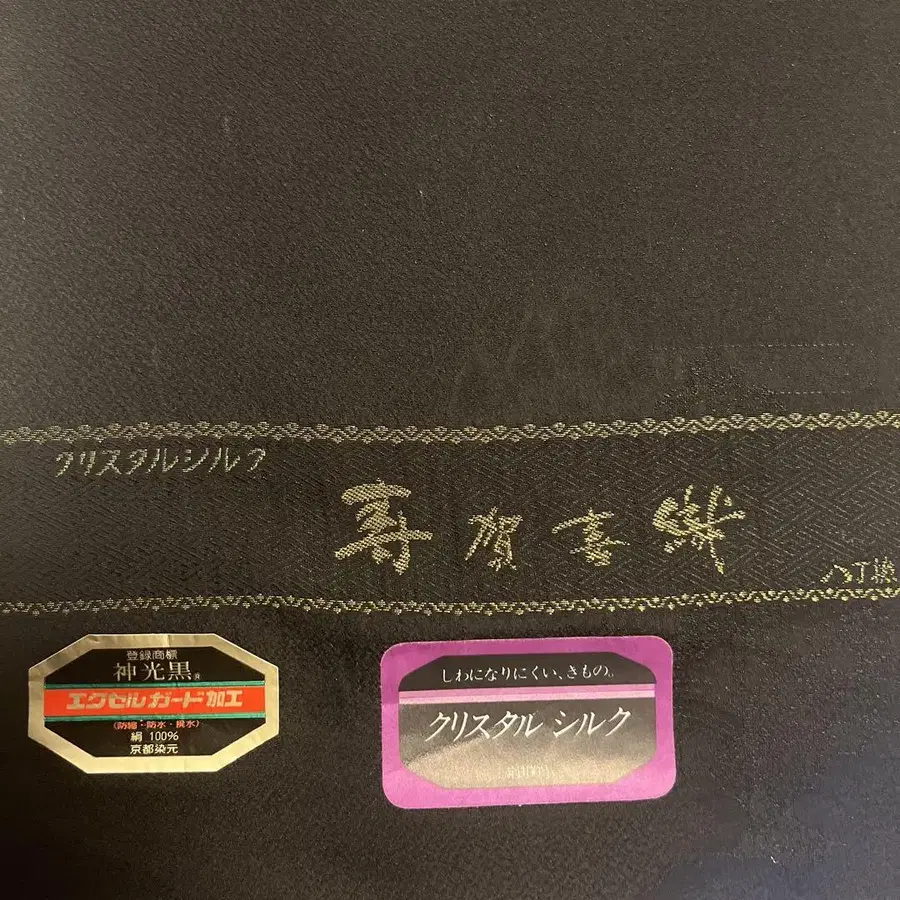 クリスタルシルク
寿賀喜織
八丁撚
登録商標
神光黒®
エクセルガード加工
(防縮・防水・撥水)
絹 100%
京都染元
しわになりにくい、きもの。
クリスタル シルク